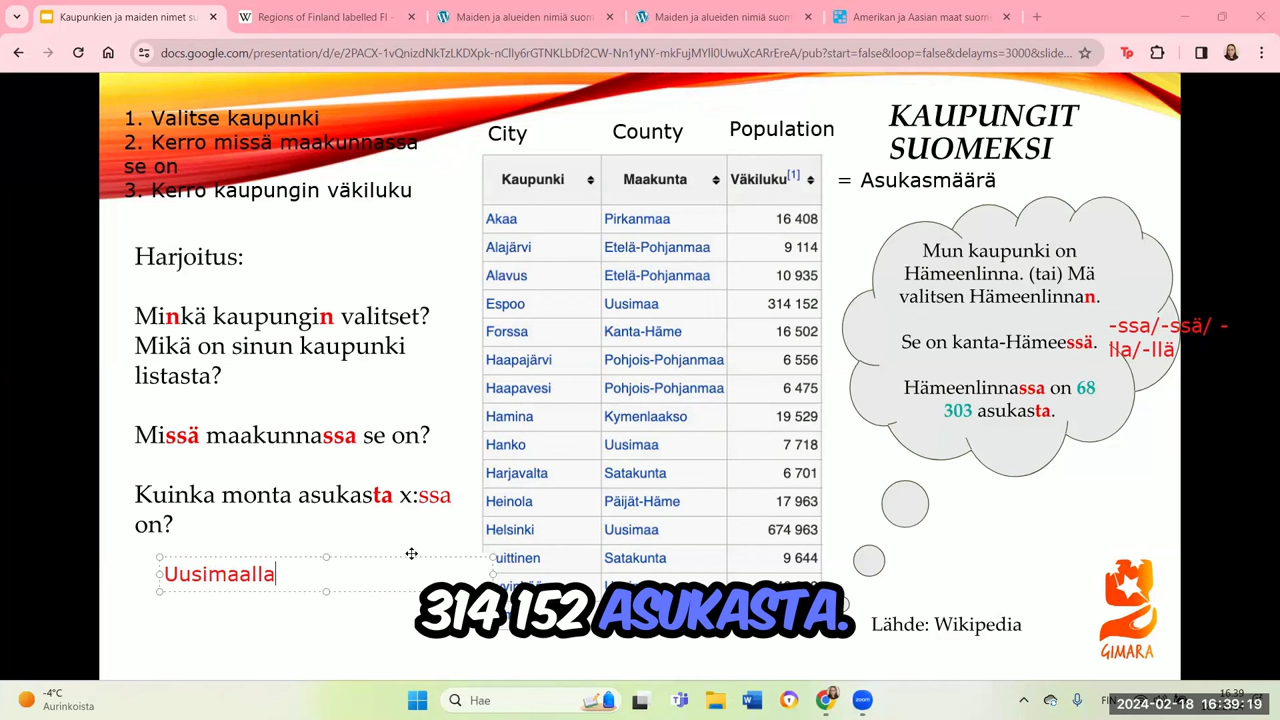 Kaupunkien ja maiden nimet su
Regions of Finland labelled FI -
Maiden ja alueiden nimiä suom
Maiden ja alueiden nimiä suom
Amerikan ja Aasian maat suom
docs.google.com/presentation/d/e/2PACX-1vQnizdNkTzLKDXpk-nClly6rGTNKLbDf2CW-Nn1yNY-mkFujMYll0UwuXcARrEreA/pub?start=false&loop=false&delayms=3000&slide...
1. Valitse kaupunki
2. Kerro missä maakunnassa
se on
3. Kerro kaupungin väkiluku
Harjoitus:
Minkä kaupungin valitset?
Mikä on sinun kaupunki
listasta?
Missä maakunnassa se on?
Kuinka monta asukasta x:ssa
on?
Uusimaalla
City County Population
Kaupunki Maakunta Väkiluku[1]
Akaa Pirkanmaa 16 408
Alajärvi Etelä-Pohjanmaa 9 114
Alavus Etelä-Pohjanmaa 10 935
Espoo Uusimaa 314 152
Forssa Kanta-Häme 16 502
Haapajärvi Pohjois-Pohjanmaa 6 556
Haapavesi Pohjois-Pohjanmaa 6 475
Hamina Kymenlaakso 19 529
Hanko Uusimaa 7 718
Harjavalta Satakunta 6 701
Heinola Päijät-Häme 17 963
Helsinki Uusimaa 674 963
uittinen Satakunta 9 644
314 152 ASUKASTA.
KAUPUNGIT
SUOMEKSI
= Asukasmäärä
Mun kaupunki on
Hämeenlinna. (tai) Mä
valitsen Hämeenlinnan.
Se on kanta-Hämeessä.
Hämeenlinnassa on 68
303 asukasta.
-ssa/-ssä/ -
lla/-llä
Lähde: Wikipedia
GIMARA
-4°C
Aurinkoista
Hae
FIN
16.39
2024-02-18 16:39:19